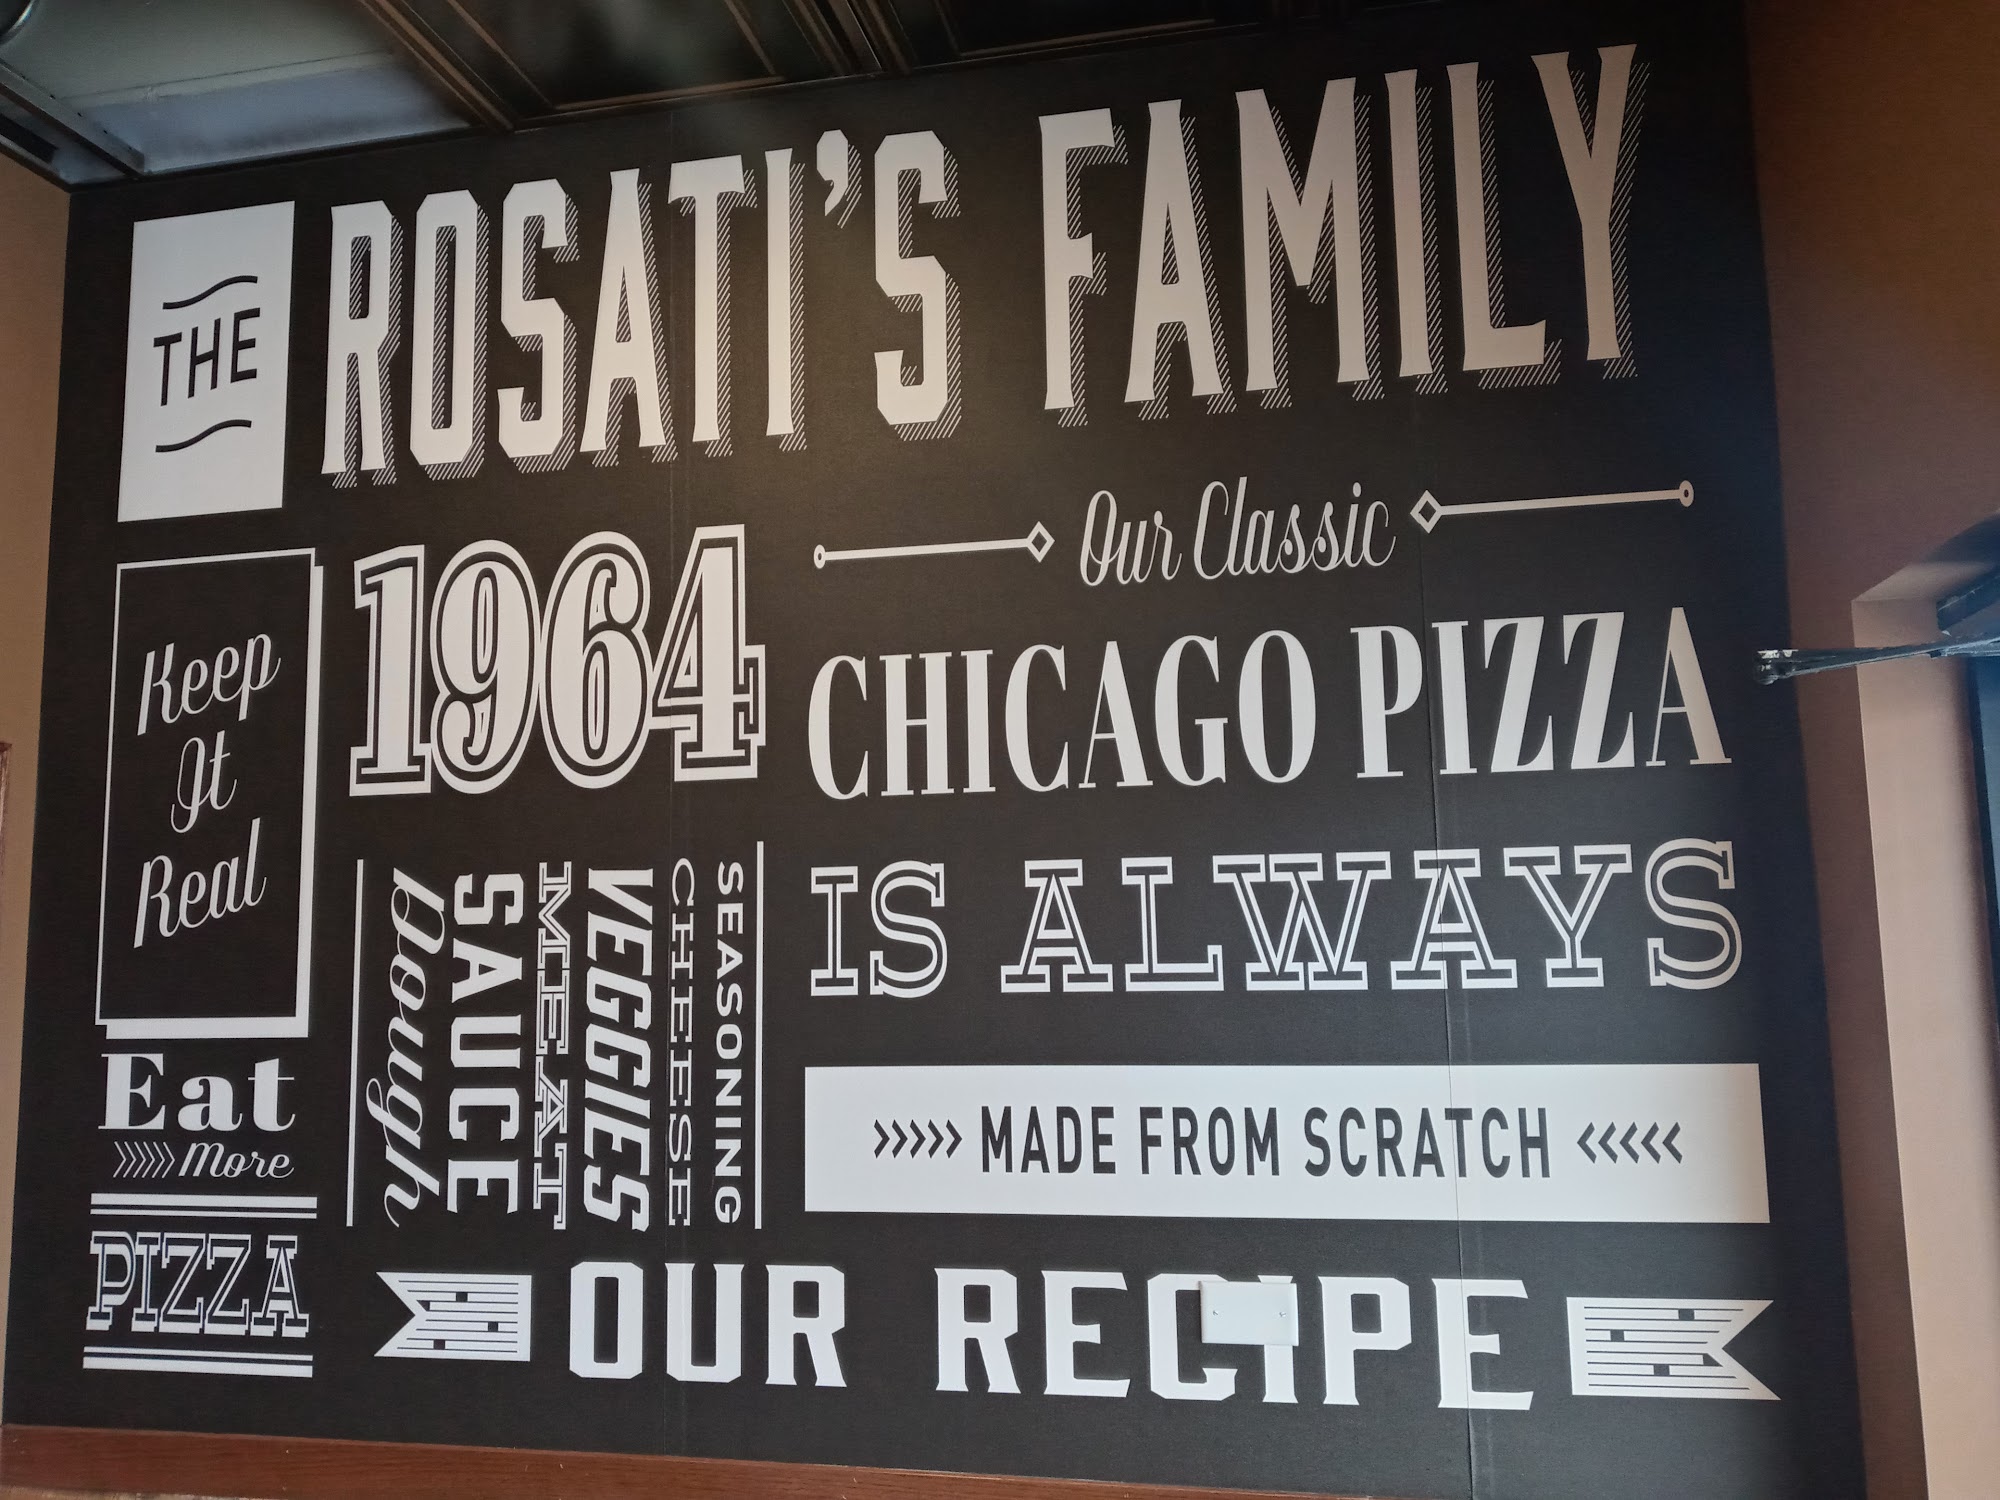 THE
ROSATI'S FAMILY
Keep
It
Real
Eat
More
PIZZA
1964
Dough
SAUCE
MEAT
VEGGIES
CHEESE
SEASONING
Our Classic
CHICAGO PIZZA
IS ALWAYS
>>>>> MADE FROM SCRATCH <<<<<
OUR RECIPE